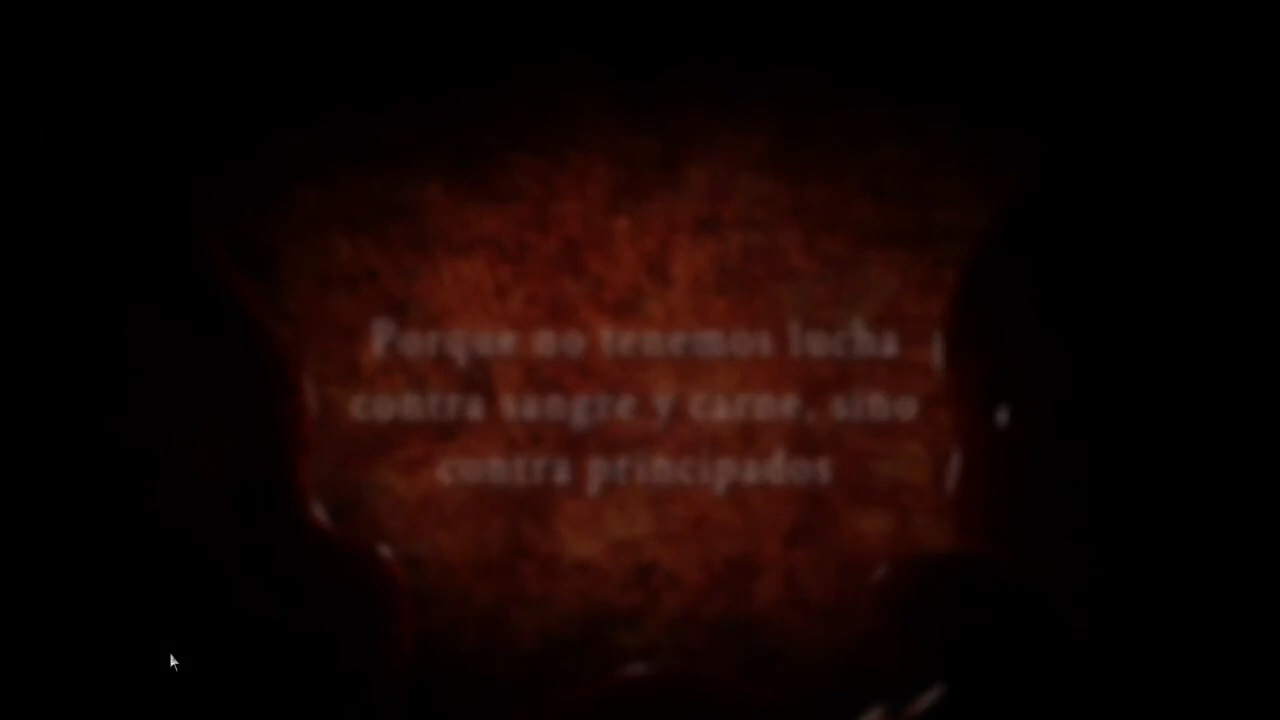 Porque no tenemos lucha
contra sangre y carne, sino
contra principados